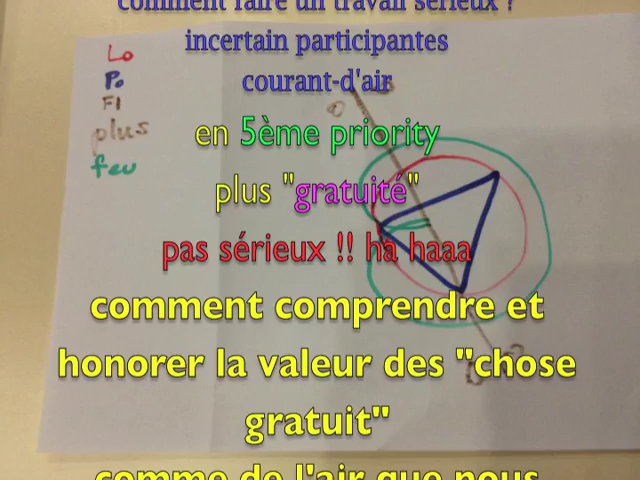 comment faire un travail sérieux ?
incertain participantes
courant-d'air
en 5ème priority
plus "gratuité"
pas sérieux !! ha haaa
comment comprendre et
honorer la valeur des "chose
gratuit"
comme de l'air que nous
Lo
Po
FI
plus
feu